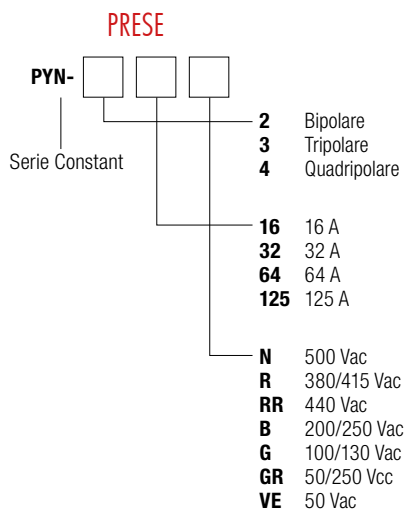 PRESE
PYN-
Serie Constant
2 Bipolare
3 Tripolare
4 Quadripolare
16 16 A
32 32 A
64 64 A
125 125 A
N 500 Vac
R 380/415 Vac
RR 440 Vac
B 200/250 Vac
G 100/130 Vac
GR 50/250 Vcc
VE 50 Vac